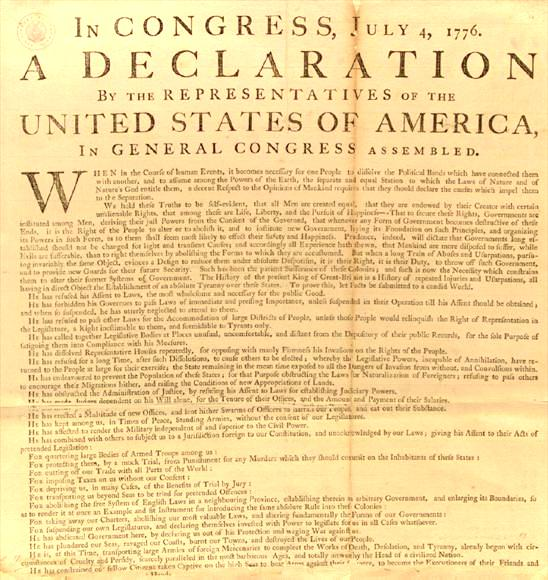 In CONGRESS, July 4, 1776.
A DECLARATION
By the REPRESENTATIVES of the
UNITED STATES OF AMERICA,
In GENERAL CONGRESS ASSEMBLED.
WHEN in the Course of human Events, it becomes necessary for one People to dissolve the Political Bands which have connected them
with another, and to assume among the Powers of the Earth, the separate and equal Station to which the Laws of Nature and of
Nature's God entitle them, a decent Respect to the Opinions of Mankind requires that they should declare the causes which impel them
to the Separation.
We hold these Truths to be self-evident, that all Men are created equal, that they are endowed by their Creator with certain
unalienable Rights, that among these are Life, Liberty, and the Pursuit of Happiness--That to secure these Rights, Governments are
instituted among Men, deriving their just Powers from the Consent of the Governed, that whenever any Form of Government becomes destructive of these
Ends, it is the Right of the People to alter or to abolish it, and to institute new Government, laying its Foundation on such Principles, and organizing
its Powers in such Form, as to them shall seem most likely to effect their Safety and Happiness. Prudence, indeed, will dictate that Governments long es-
tablished should not be changed for light and transient Causes; and accordingly all Experience hath shewn, that Mankind are more disposed to suffer, while
Evils are sufferable, than to right themselves by abolishing the Forms to which they are accustomed. But when a long Train of Abuses and Usurpations, pursu-
ing invariably the same Object, evinces a Design to reduce them under absolute Despotism, it is their Right, it is their Duty, to throw off such Government,
and to provide new Guards for their future Security. Such has been the patient Sufferance of these Colonies; and such is now the Necessity which constrains
them to alter their former Systems of Government. The History of the present King of Great-Britain is a History of repeated Injuries and Usurpations, all
having in direct Object the Establishment of an absolute Tyranny over these States. To prove this, let Facts be submitted to a candid World.
He has refused his Assent to Laws, the most wholesome and necessary for the public Good.
He has forbidden his Governors to pass Laws of immediate and pressing Importance, unless suspended in their Operation till his Assent should be obtained;
and when so suspended, he has utterly neglected to attend to them.
He has refused to pass other Laws for the Accommodation of large Districts of People, unless those People would relinquish the Right of Representation in
the Legislature, a Right inestimable to them, and formidable to Tyrants only.
He has called together Legislative Bodies at Places unusual, uncomfortable, and distant from the Depository of their public Records, for the sole Purpose of
fatiguing them into Compliance with his Measures.
He has dissolved Representative Houses repeatedly, for opposing with manly Firmness his Invasions on the Rights of the People.
He has refused for a long Time, after such Dissolutions, to cause others to be elected; whereby the Legislative Powers, incapable of Annihilation, have re-
turned to the People at large for their exercise; the State remaining in the mean time exposed to all the Dangers of Invasion from without, and Convulsions within.
He has endeavoured to prevent the Population of these States; for that Purpose obstructing the Laws for Naturalization of Foreigners; refusing to pass others
to encourage their Migrations hither, and raising the Conditions of new Appropriations of Lands.
He has obstructed the Administration of Justice, by refusing his Assent to Laws for establishing Judiciary Powers.
He has made Judges dependent on his Will alone, for the Tenure of their Offices, and the Amount and Payment of their Salaries.
He has erected a Multitude of new Offices, and sent hither Swarms of Officers to harrass our People, and eat out their Substance.
He has kept among us, in Times of Peace, Standing Armies, without the consent of our Legislatures.
He has affected to render the Military independent of and superior to the Civil Power.
He has combined with others to subject us to a Jurisdiction foreign to our Constitution, and unacknowledged by our Laws; giving his Assent to their Acts of
pretended Legislation:
For quartering large Bodies of Armed Troops among us:
For protecting them, by a mock Trial, from Punishment for any Murders which they should commit on the Inhabitants of these States:
For cutting off our Trade with all Parts of the World:
For imposing Taxes on us without our Consent:
For depriving us, in many Cases, of the Benefits of Trial by Jury:
For transporting us beyond Seas to be tried for pretended Offences:
For abolishing the free System of English Laws in a neighbouring Province, establishing therein an arbitrary Government, and enlarging its Boundaries, so
as to render it at once an Example and fit Instrument for introducing the same absolute Rule into these Colonies:
For taking away our Charters, abolishing our most valuable Laws, and altering fundamentally the Forms of our Governments:
For suspending our own Legislatures, and declaring themselves invested with Power to legislate for us in all Cases whatsoever.
He has abdicated Government here, by declaring us out of his Protection and waging War against us.
He has plundered our Seas, ravaged our Coasts, burnt our Towns, and destroyed the Lives of our People.
He is, at this Time, transporting large Armies of foreign Mercenaries to compleat the Works of Death, Desolation, and Tyranny, already begun with cir-
cumstances of Cruelty and Perfidy, scarcely paralleled in the most barbarous Ages, and totally unworthy the Head of a civilized Nation.
He has constrained our fellow Citizens taken Captive on the high Seas to bear Arms against their Country, to become the Executioners of their Friends and